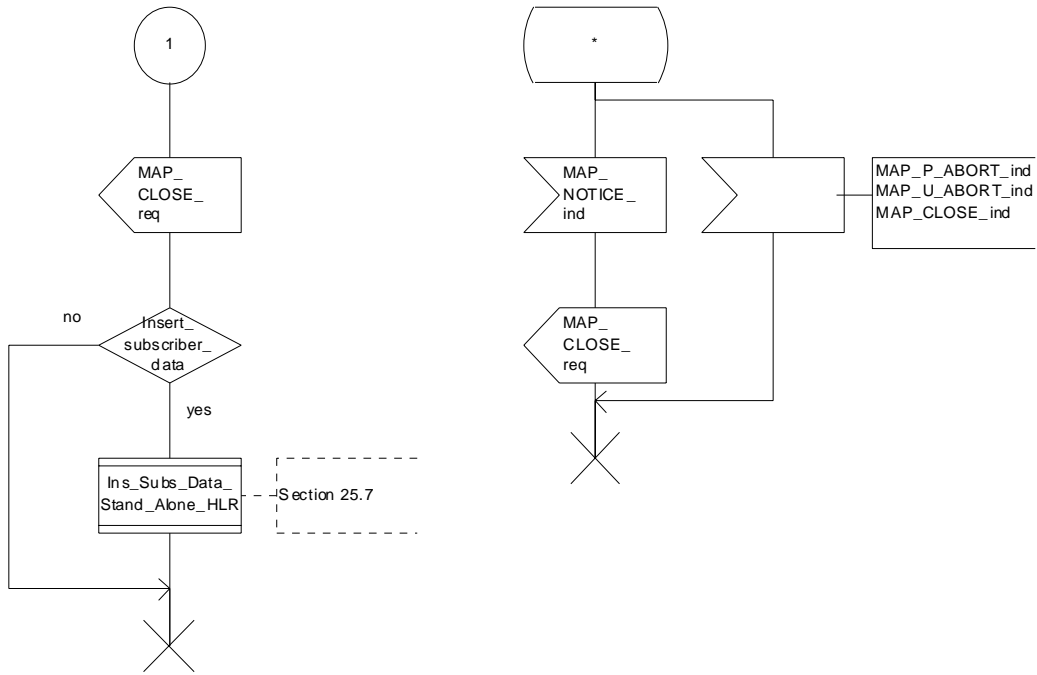 1
MAP_
CLOSE_
req
no
Insert_
subscriber_
data
yes
Ins_Subs_Data_
Stand_Alone_HLR
Section 25.7
*
MAP_
NOTICE_
ind
MAP_P_ABORT_ind
MAP_U_ABORT_ind
MAP_CLOSE_ind
MAP_
CLOSE_
req